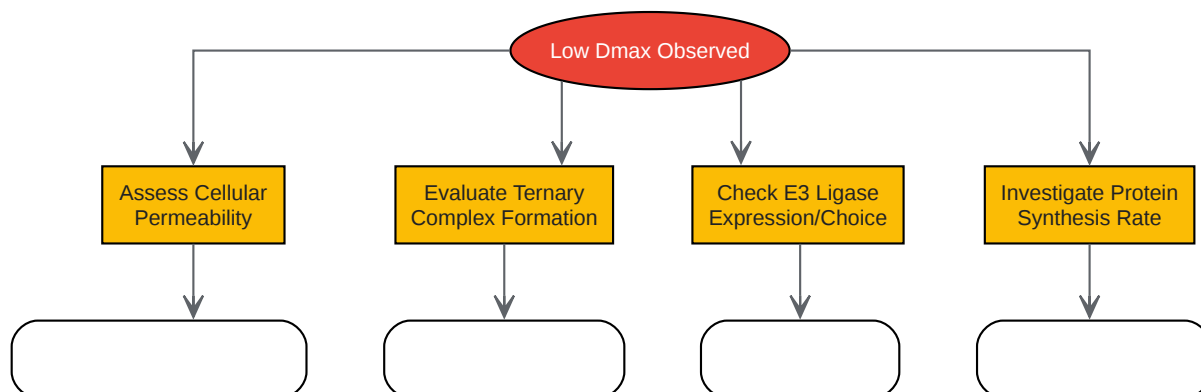 Low Dmax Observed
Assess Cellular
Permeability
Evaluate Ternary
Complex Formation
Check E3 Ligase
Expression/Choice
Investigate Protein
Synthesis Rate